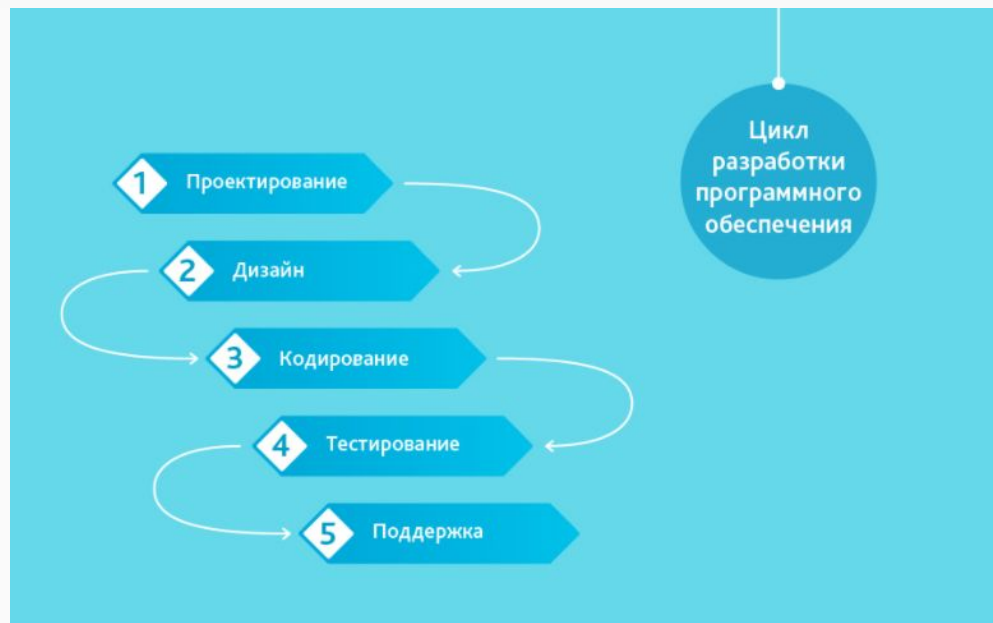 Цикл
разработки
программного
обеспечения
1 Проектирование
2 Дизайн
3 Кодирование
4 Тестирование
5 Поддержка